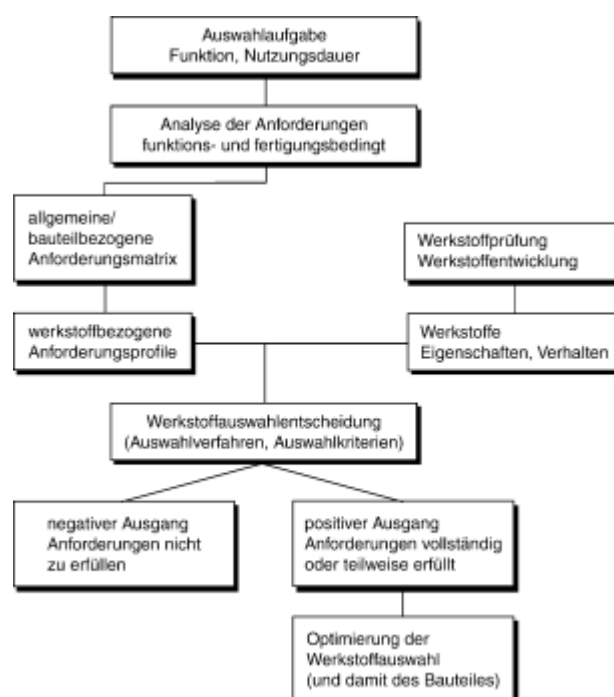 Auswahlaufgabe
Funktion, Nutzungsdauer
Analyse der Anforderungen
funktions- und fertigungsbedingt
allgemeine/
bauteilbezogene
Anforderungsmatrix
Werkstoffprüfung
Werkstoffentwicklung
werkstoffbezogene
Anforderungsprofile
Werkstoffe
Eigenschaften, Verhalten
Werkstoffauswahlentscheidung
(Auswahlverfahren, Auswahlkriterien)
negativer Ausgang
Anforderungen nicht
zu erfüllen
positiver Ausgang
Anforderungen vollständig
oder teilweise erfüllt
Optimierung der
Werkstoffauswahl
(und damit des Bauteiles)